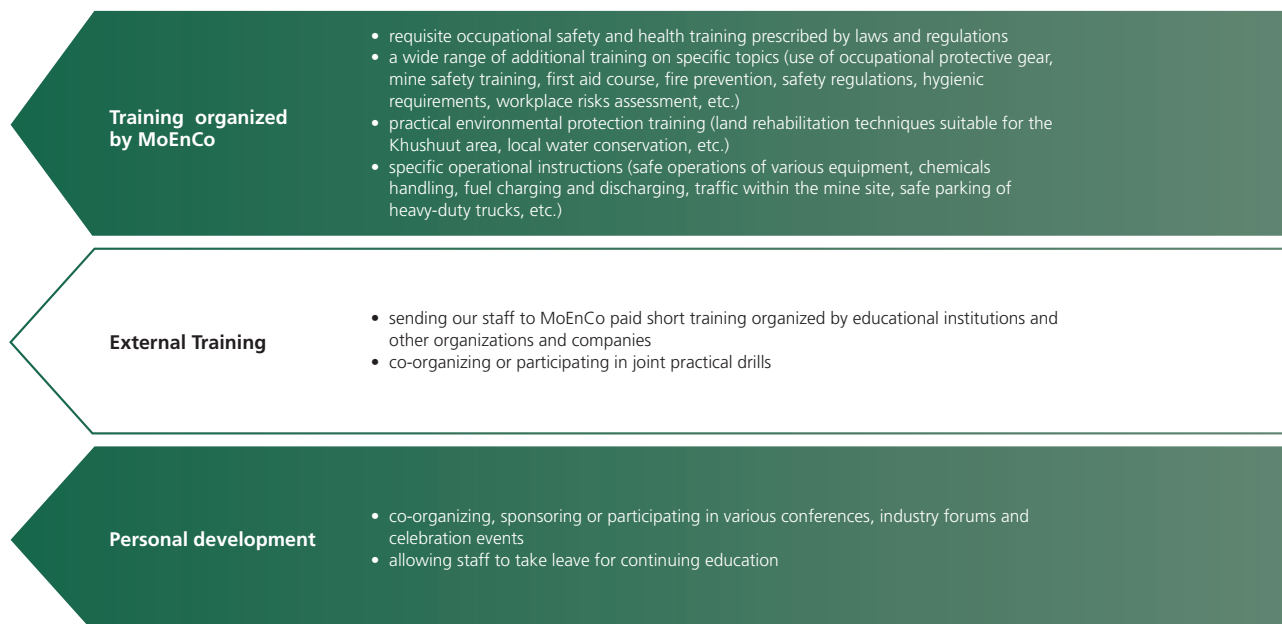 Training organized
by MoEnCo
• requisite occupational safety and health training prescribed by laws and regulations
• a wide range of additional training on specific topics (use of occupational protective gear,
mine safety training, first aid course, fire prevention, safety regulations, hygienic
requirements, workplace risks assessment, etc.)
• practical environmental protection training (land rehabilitation techniques suitable for the
Khushuut area, local water conservation, etc.)
• specific operational instructions (safe operations of various equipment, chemicals
handling, fuel charging and discharging, traffic within the mine site, safe parking of
heavy-duty trucks, etc.)
External Training
• sending our staff to MoEnCo paid short training organized by educational institutions and
other organizations and companies
• co-organizing or participating in joint practical drills
Personal development
• co-organizing, sponsoring or participating in various conferences, industry forums and
celebration events
• allowing staff to take leave for continuing education